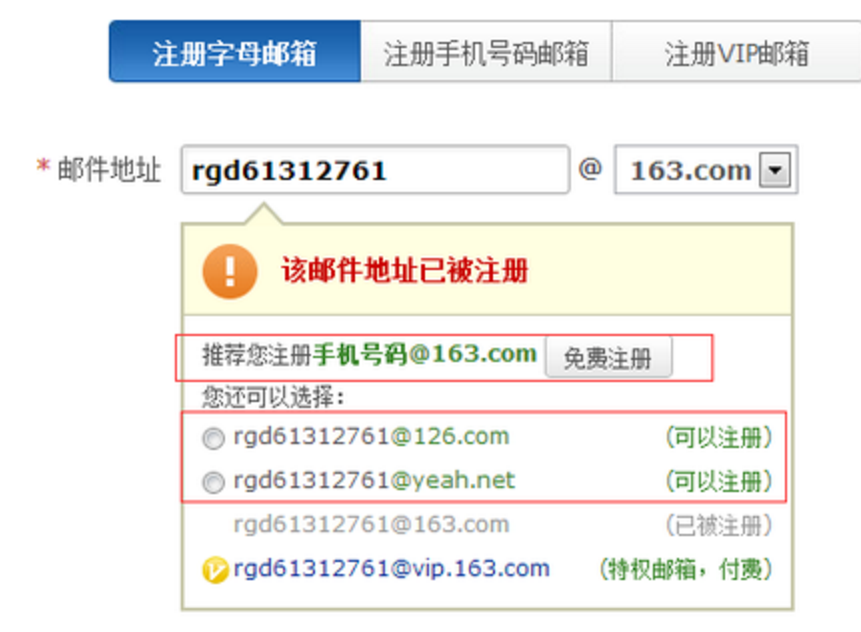 注册字母邮箱 注册手机号码邮箱 注册VIP邮箱
* 邮件地址 rgd61312761 @ 163.com
该邮件地址已被注册
推荐您注册手机号码@163.com 免费注册
您还可以选择:
rgd61312761@126.com (可以注册)
rgd61312761@yeah.net (可以注册)
rgd61312761@163.com (已被注册)
rgd61312761@vip.163.com (特权邮箱，付费)